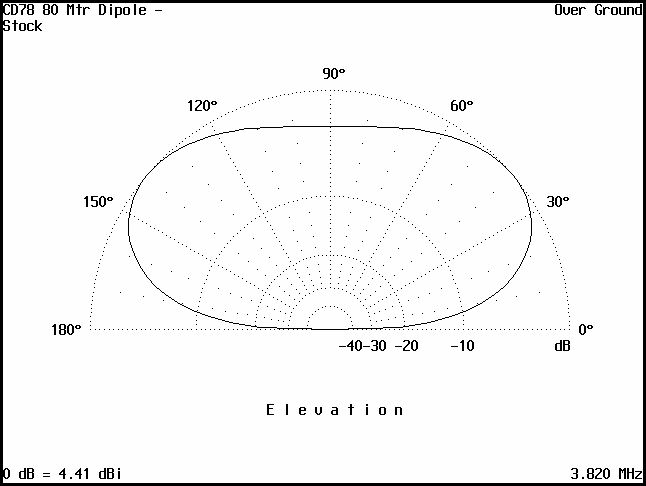 CD78 80 Mtr Dipole -
Stock
Over Ground
90°
120°
60°
150°
30°
180°
0°
-40-30 -20 -10 dB
Elevation
0 dB = 4.41 dBi
3.820 MHz